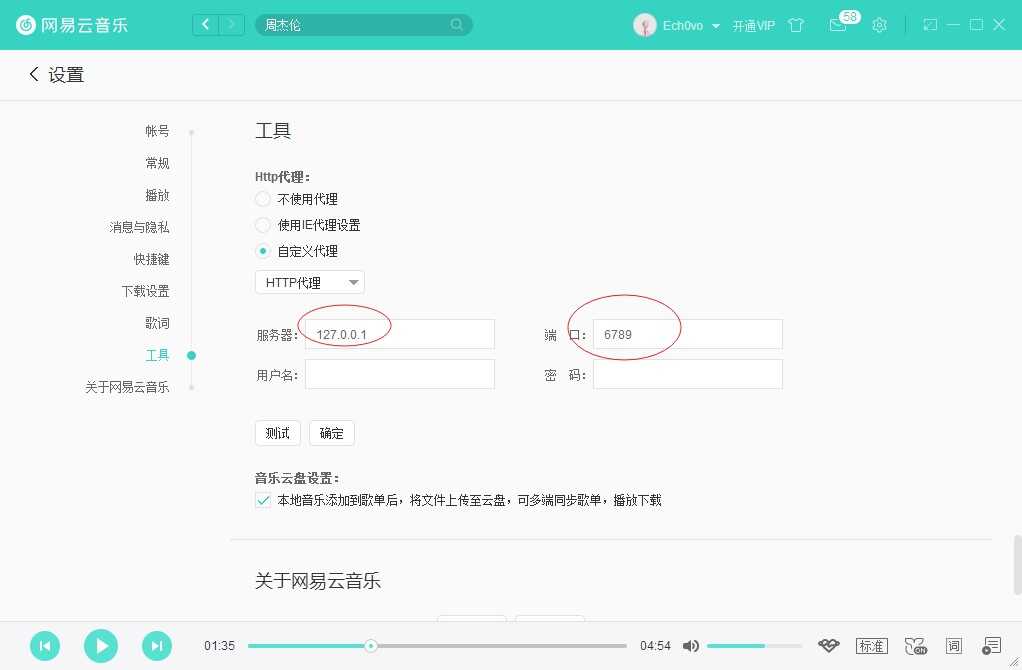 网易云音乐 周杰伦 Ech0vo 开通VIP 58
设置
帐号
常规
播放
消息与隐私
快捷键
下载设置
歌词
工具
关于网易云音乐
工具
Http代理：
不使用代理
使用IE代理设置
自定义代理
HTTP代理
服务器： 127.0.0.1 端 口： 6789
用户名： 密 码：
测试 确定
音乐云盘设置：
本地音乐添加到歌单后，将文件上传至云盘，可多端同步歌单，播放下载
关于网易云音乐
01:35 04:54 标准 ON 词